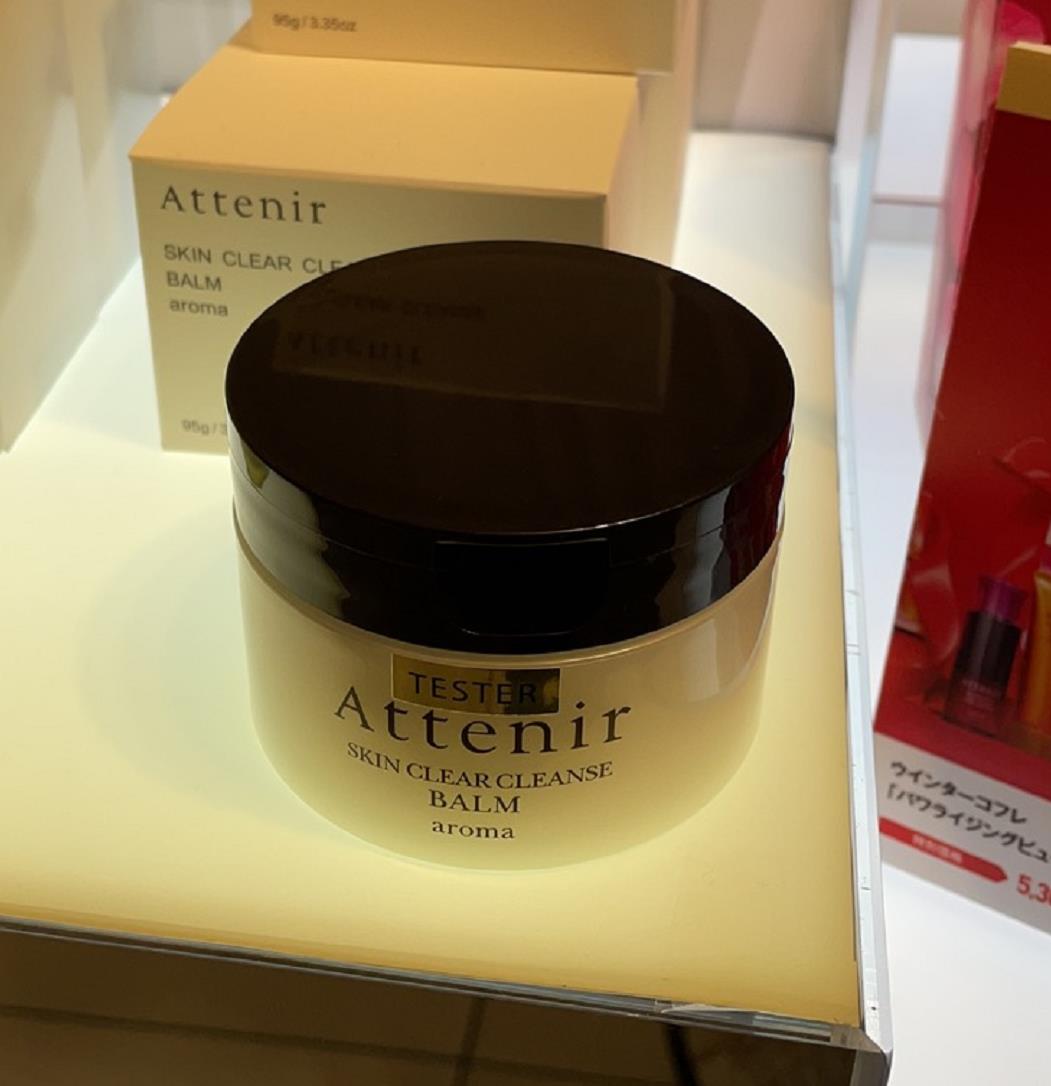 95g / 3.35oz
Attenir
SKIN CLEAR
BALM
aroma
95g / 3
TESTER
Attenir
SKIN CLEAR CLEANSE
BALM
aroma
ウインターコフレ
「パワライジングビュ
5,3